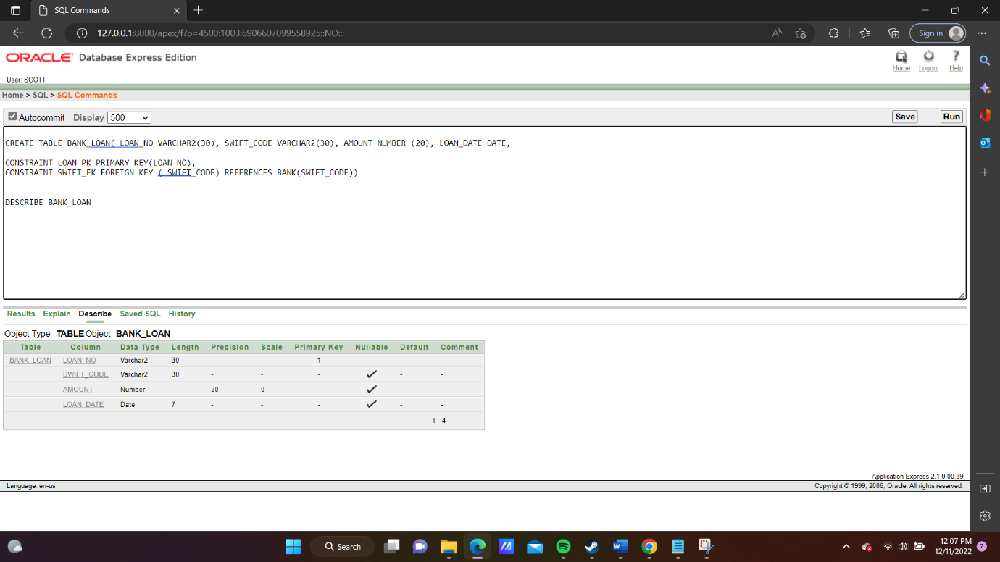 SQL Commands
127.0.0.1:8080/apex/f?p=4500:1003:6906607099558925::NO:::
Sign in
ORACLE Database Express Edition
Home Logout Help
User: SCOTT
Home > SQL > SQL Commands
Autocommit Display 500 Save Run
CREATE TABLE BANK_LOAN( LOAN_NO VARCHAR2(30), SWIFT_CODE VARCHAR2(30), AMOUNT NUMBER (20), LOAN_DATE DATE,
CONSTRAINT LOAN_PK PRIMARY KEY(LOAN_NO),
CONSTRAINT SWIFT_FK FOREIGN KEY ( SWIFT_CODE) REFERENCES BANK(SWIFT_CODE))
DESCRIBE BANK_LOAN
Results Explain Describe Saved SQL History
Object Type TABLE Object BANK_LOAN
Table Column Data Type Length Precision Scale Primary Key Nullable Default Comment
BANK_LOAN LOAN_NO Varchar2 30 - - 1 - - -
SWIFT_CODE Varchar2 30 - - - ✓ - -
AMOUNT Number - 20 0 - ✓ - -
LOAN_DATE Date 7 - - - ✓ - -
1 - 4
Application Express 2.1.0.00.39
Language: en-us Copyright © 1999, 2006, Oracle. All rights reserved.
Search
12:07 PM
12/11/2022 7